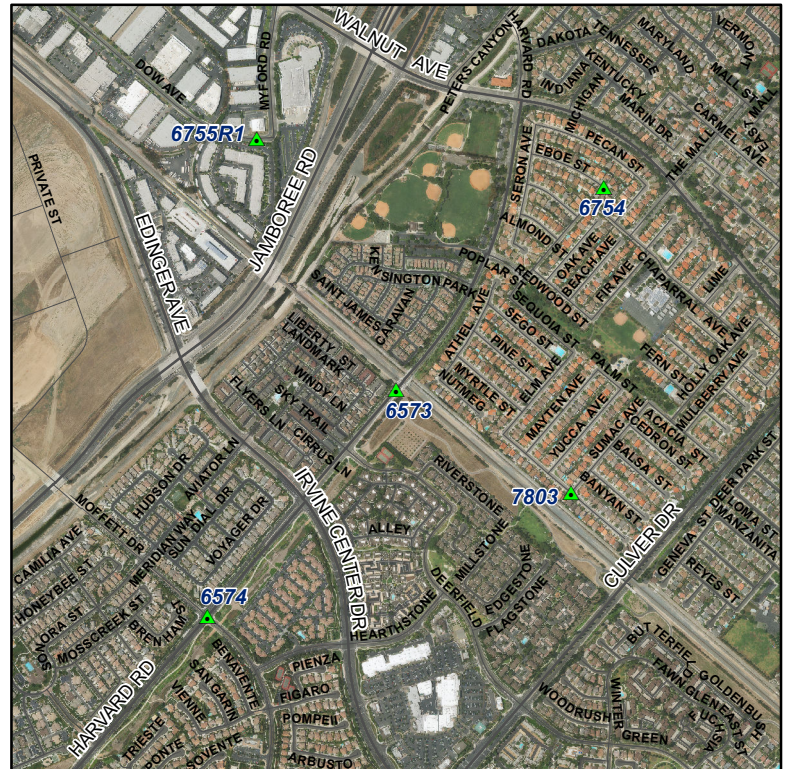 WALNUT AVE
HARVARD RD
DAKOTA
TENNESSEE
MARYLAND
VERMONT
INDIANA
KENTUCKY
MICHIGAN
MARIN DR
MALL ST
CARMEL AVE
EAST
MALL
THE MALL
DOW AVE
MYFORD RD
PETERS CANYON
6755R1
PRIVATE ST
EDINGER AVE
JAMBOREE RD
SERON AVE
PECAN ST
EBOE ST
6754
ALMOND ST
OAK AVE
BEACH AVE
FIR AVE
CHAPARRAL AVE
LIME
KENSINGTON PARK
SAINT JAMES
CARAVAN
POPLAR ST
REDWOOD ST
SEQUOIA ST
ATHEL AVE
SEGO ST
PINE ST
ELM AVE
MYRTLE ST
NUTMEG
PALM ST
FERN ST
HOLLY OAK AVE
MULBERRY AVE
MAYTEN AVE
YUCCA AVE
SUMAC AVE
ACACIA ST
CEDRON ST
BALSA ST
BANYAN ST
LIBERTY ST
LANDMARK
WINDY LN
SKY TRAIL
FLYERS LN
CIRRUS LN
6573
7803
RIVERSTONE
MILLSTONE
EDGESTONE
FLAGSTONE
ALLEY
DEERFIELD
HEARTHSTONE
IRVINE CENTER DR
CULVER DR
DEER PARK ST
GENEVA ST
LOMA ST
MANZANITA
REYES ST
HUDSON DR
AVIATOR LN
MERIDIAN WAY
SUN DIAL DR
VOYAGER DR
MOFFETT DR
CAMILIA AVE
HONEYBEE ST
SONORA ST
MOSSCREEK ST
BRENHAM ST
6574
HARVARD RD
BENAVENTE
SAN GARIN
VIENNE
TRIESTE
PONTE
SOVENTE
PIENZA
FIGARO
POMPEII
ARBUSTO
BUTTERFIELD
GOLDENBUSH
FAWN GLEN EAST ST
FUCHSIA
WOODRUSH
WINTER
GREEN